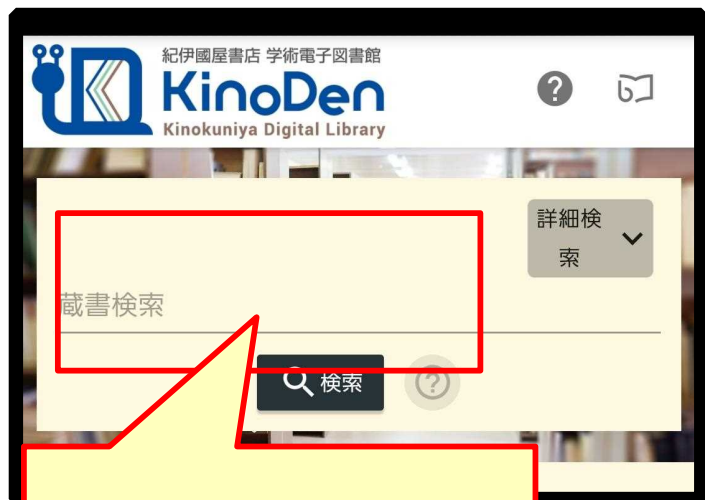 紀伊國屋書店 学術電子図書館
KinoDen
Kinokuniya Digital Library
詳細検
索
蔵書検索
検索